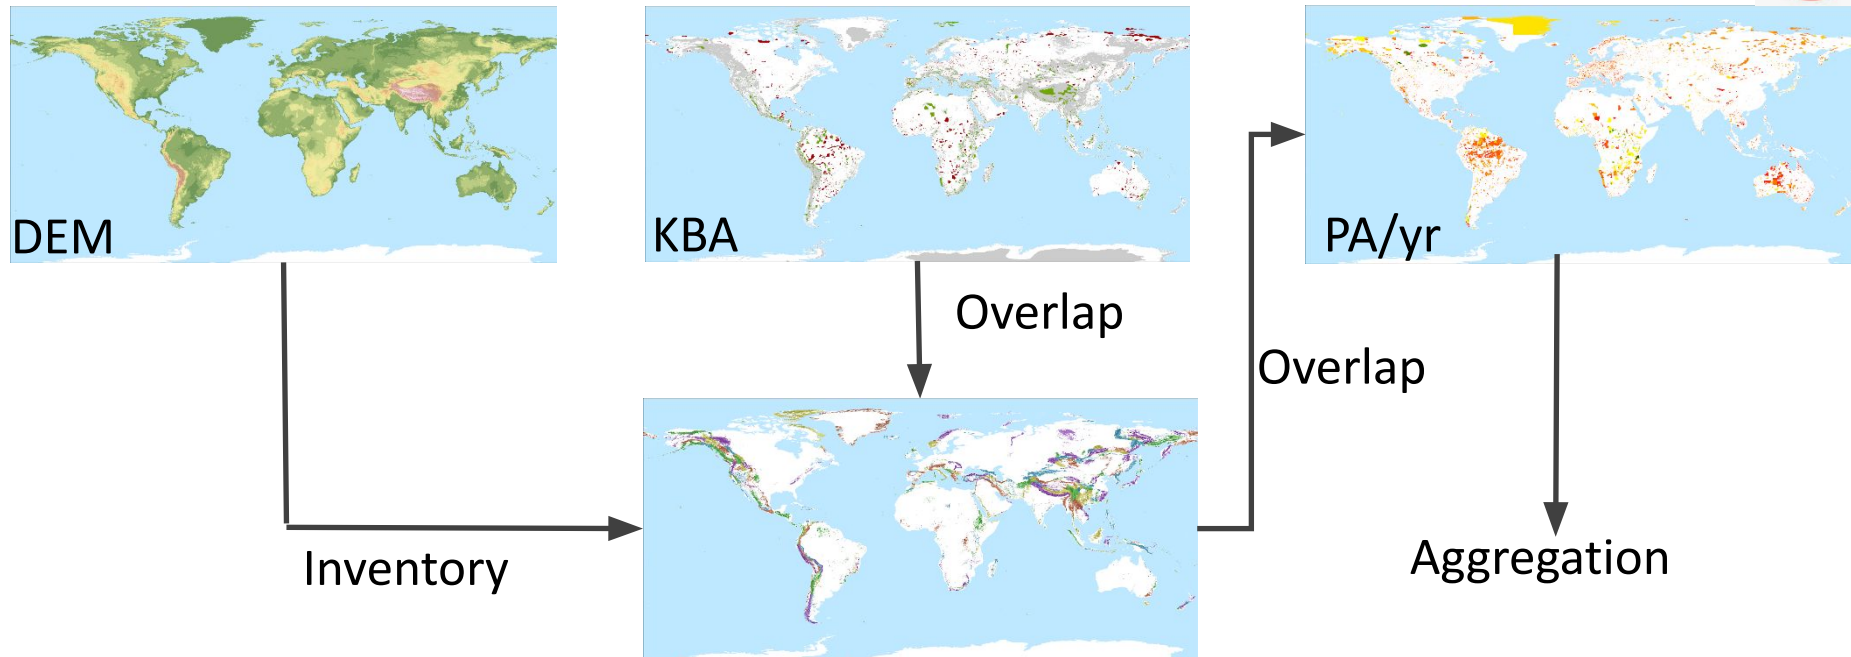 DEM
KBA
PA/yr
Overlap
Overlap
Inventory
Aggregation